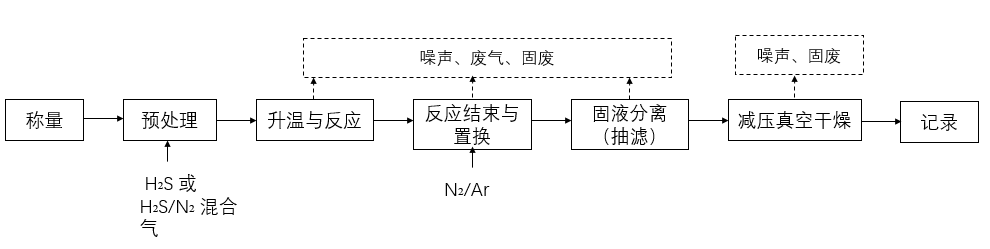 噪声、废气、固废
噪声、固废
称量
预处理
升温与反应
反应结束与
置换
固液分离
（抽滤）
减压真空干燥
记录
H₂S 或
H₂S/N₂ 混合
气
N₂/Ar